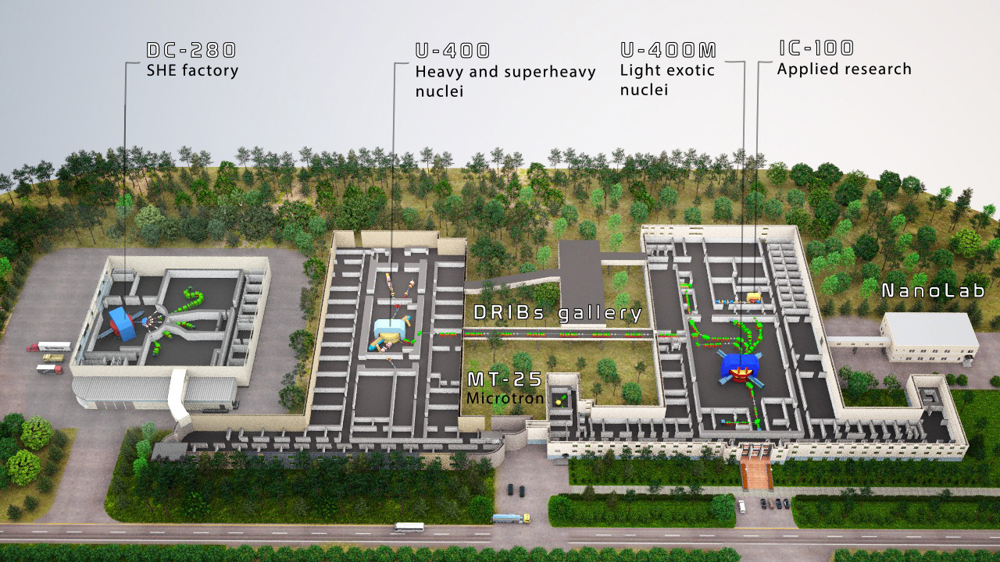 DC-280
SHE factory
U-400
Heavy and superheavy
nuclei
U-400M
Light exotic
nuclei
IC-100
Applied research
NanoLab
DRIBs gallery
MT-25
Microtron